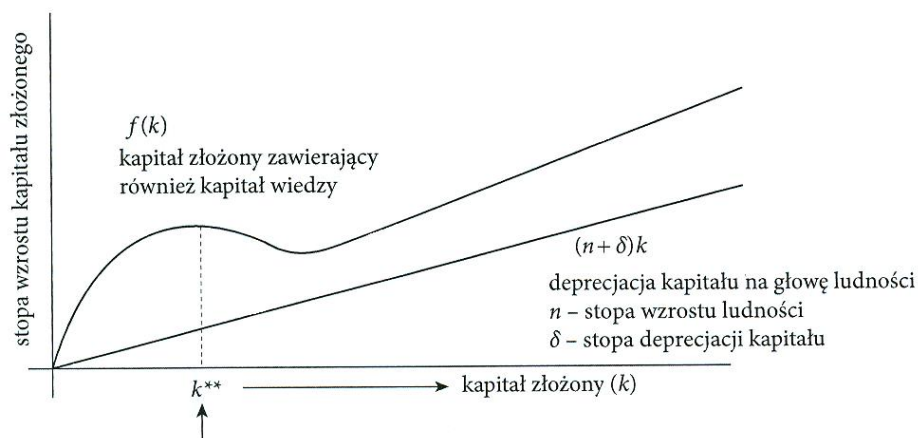 stopa wzrostu kapitału złożonego
f(k)
kapitał złożony zawierający
również kapitał wiedzy
(n + δ)k
deprecjacja kapitału na głowę ludności
n – stopa wzrostu ludności
δ – stopa deprecjacji kapitału
k** kapitał złożony (k)